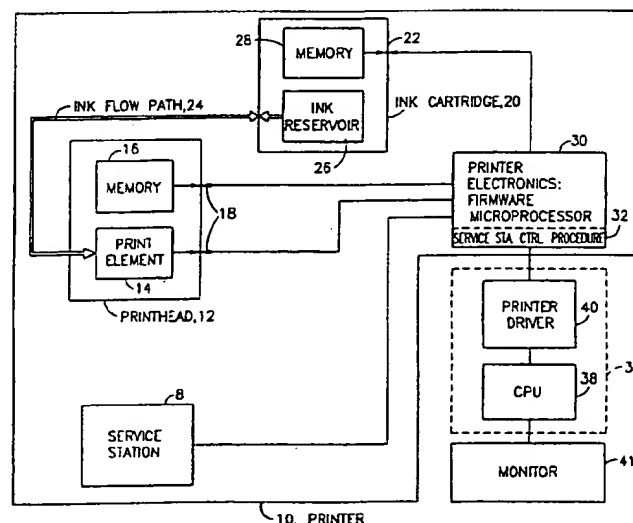 28
MEMORY
22
INK FLOW PATH,24
INK RESERVOIR
INK CARTRIDGE,20
26
16
MEMORY
18
PRINT ELEMENT
14
PRINTHEAD,12
30
PRINTER
ELECTRONICS:
FIRMWARE
MICROPROCESSOR
32
SERVICE STA CTRL PROCEDURE
PRINTER DRIVER
40
CPU
38
MONITOR
41
8
SERVICE STATION
10, PRINTER